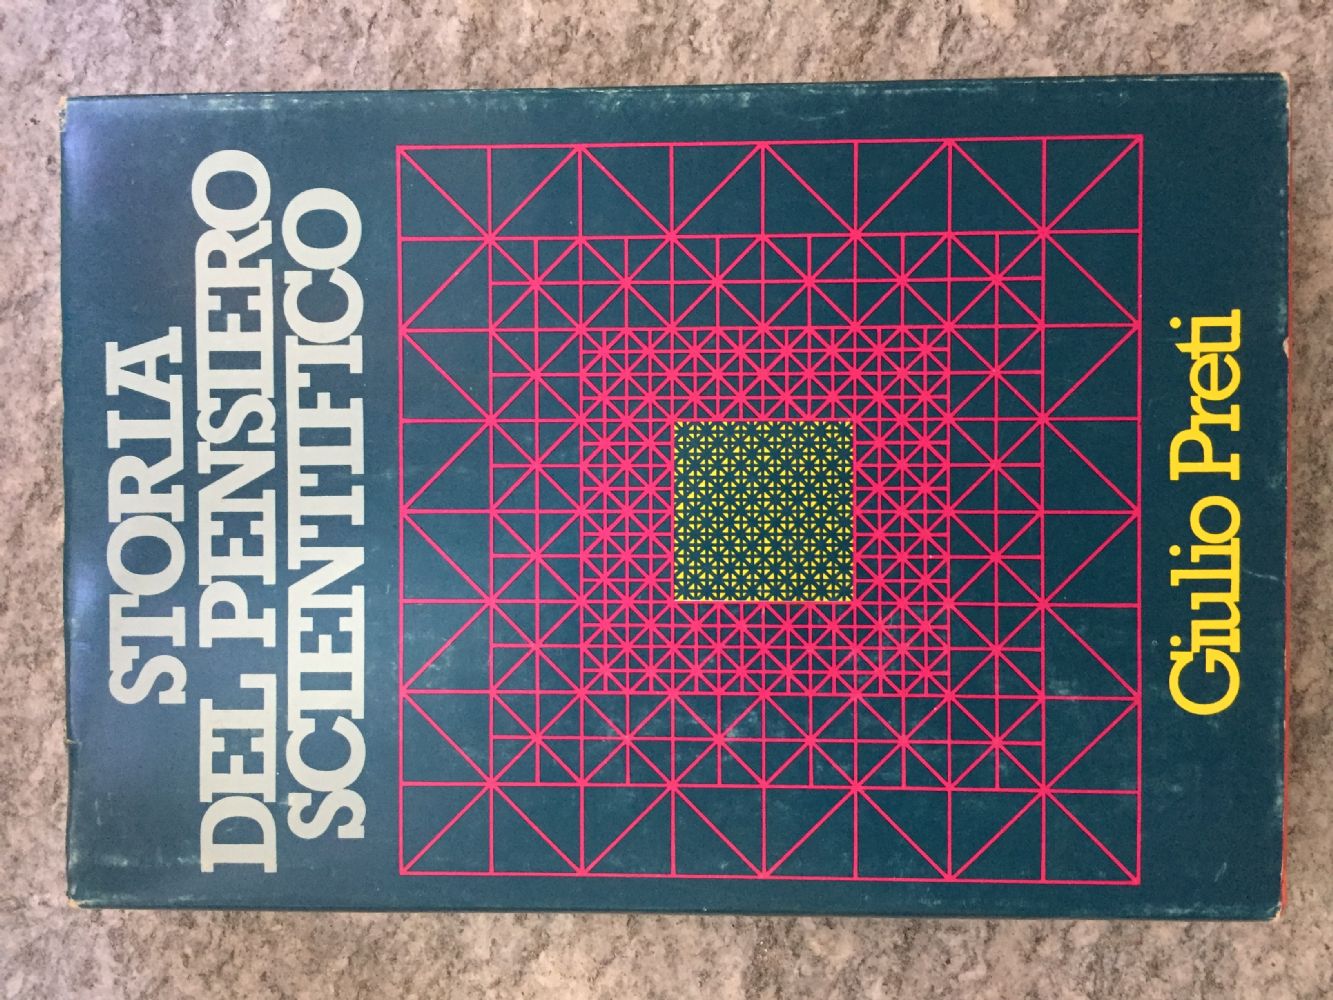 STORIA
DEL PENSIERO
SCIENTIFICO
Giulio Preti